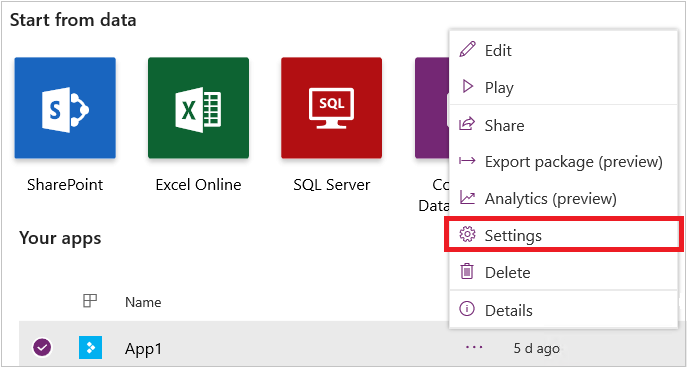 Start from data
S
X
SQL
SharePoint
Excel Online
SQL Server
Co
Data
Edit
Play
Share
Export package (preview)
Analytics (preview)
Settings
Delete
Details
Your apps
Name
App1
... 5 d ago